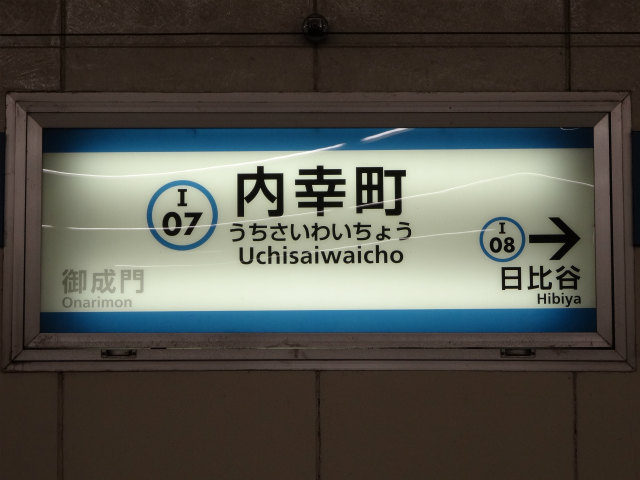 I
07
内幸町
うちさいわいちょう
Uchisaiwaicho
御成門
Onarimon
I
08
日比谷
Hibiya